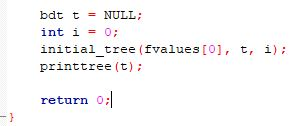 bdt t = NULL;
int i = 0;
initial_tree(fvalues[0], t, i);
printtree(t);
return 0;
}